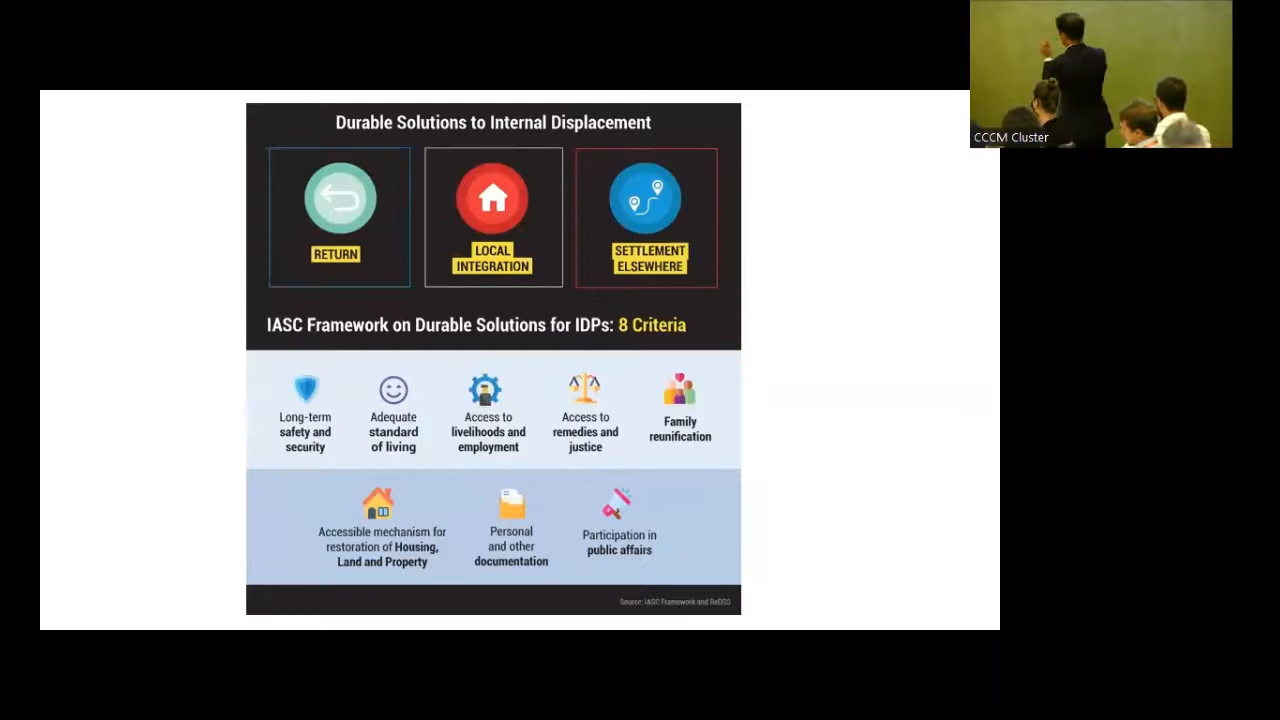 Durable Solutions to Internal Displacement
RETURN
LOCAL
INTEGRATION
SETTLEMENT
ELSEWHERE
IASC Framework on Durable Solutions for IDPs: 8 Criteria
Long-term
safety and
security
Adequate
standard
of living
Access to
livelihoods and
employment
Access to
remedies and
justice
Family
reunification
Accessible mechanism for
restoration of Housing,
Land and Property
Personal
and other
documentation
Participation in
public affairs
Source: IASC Framework and ReDSS
CCCM Cluster